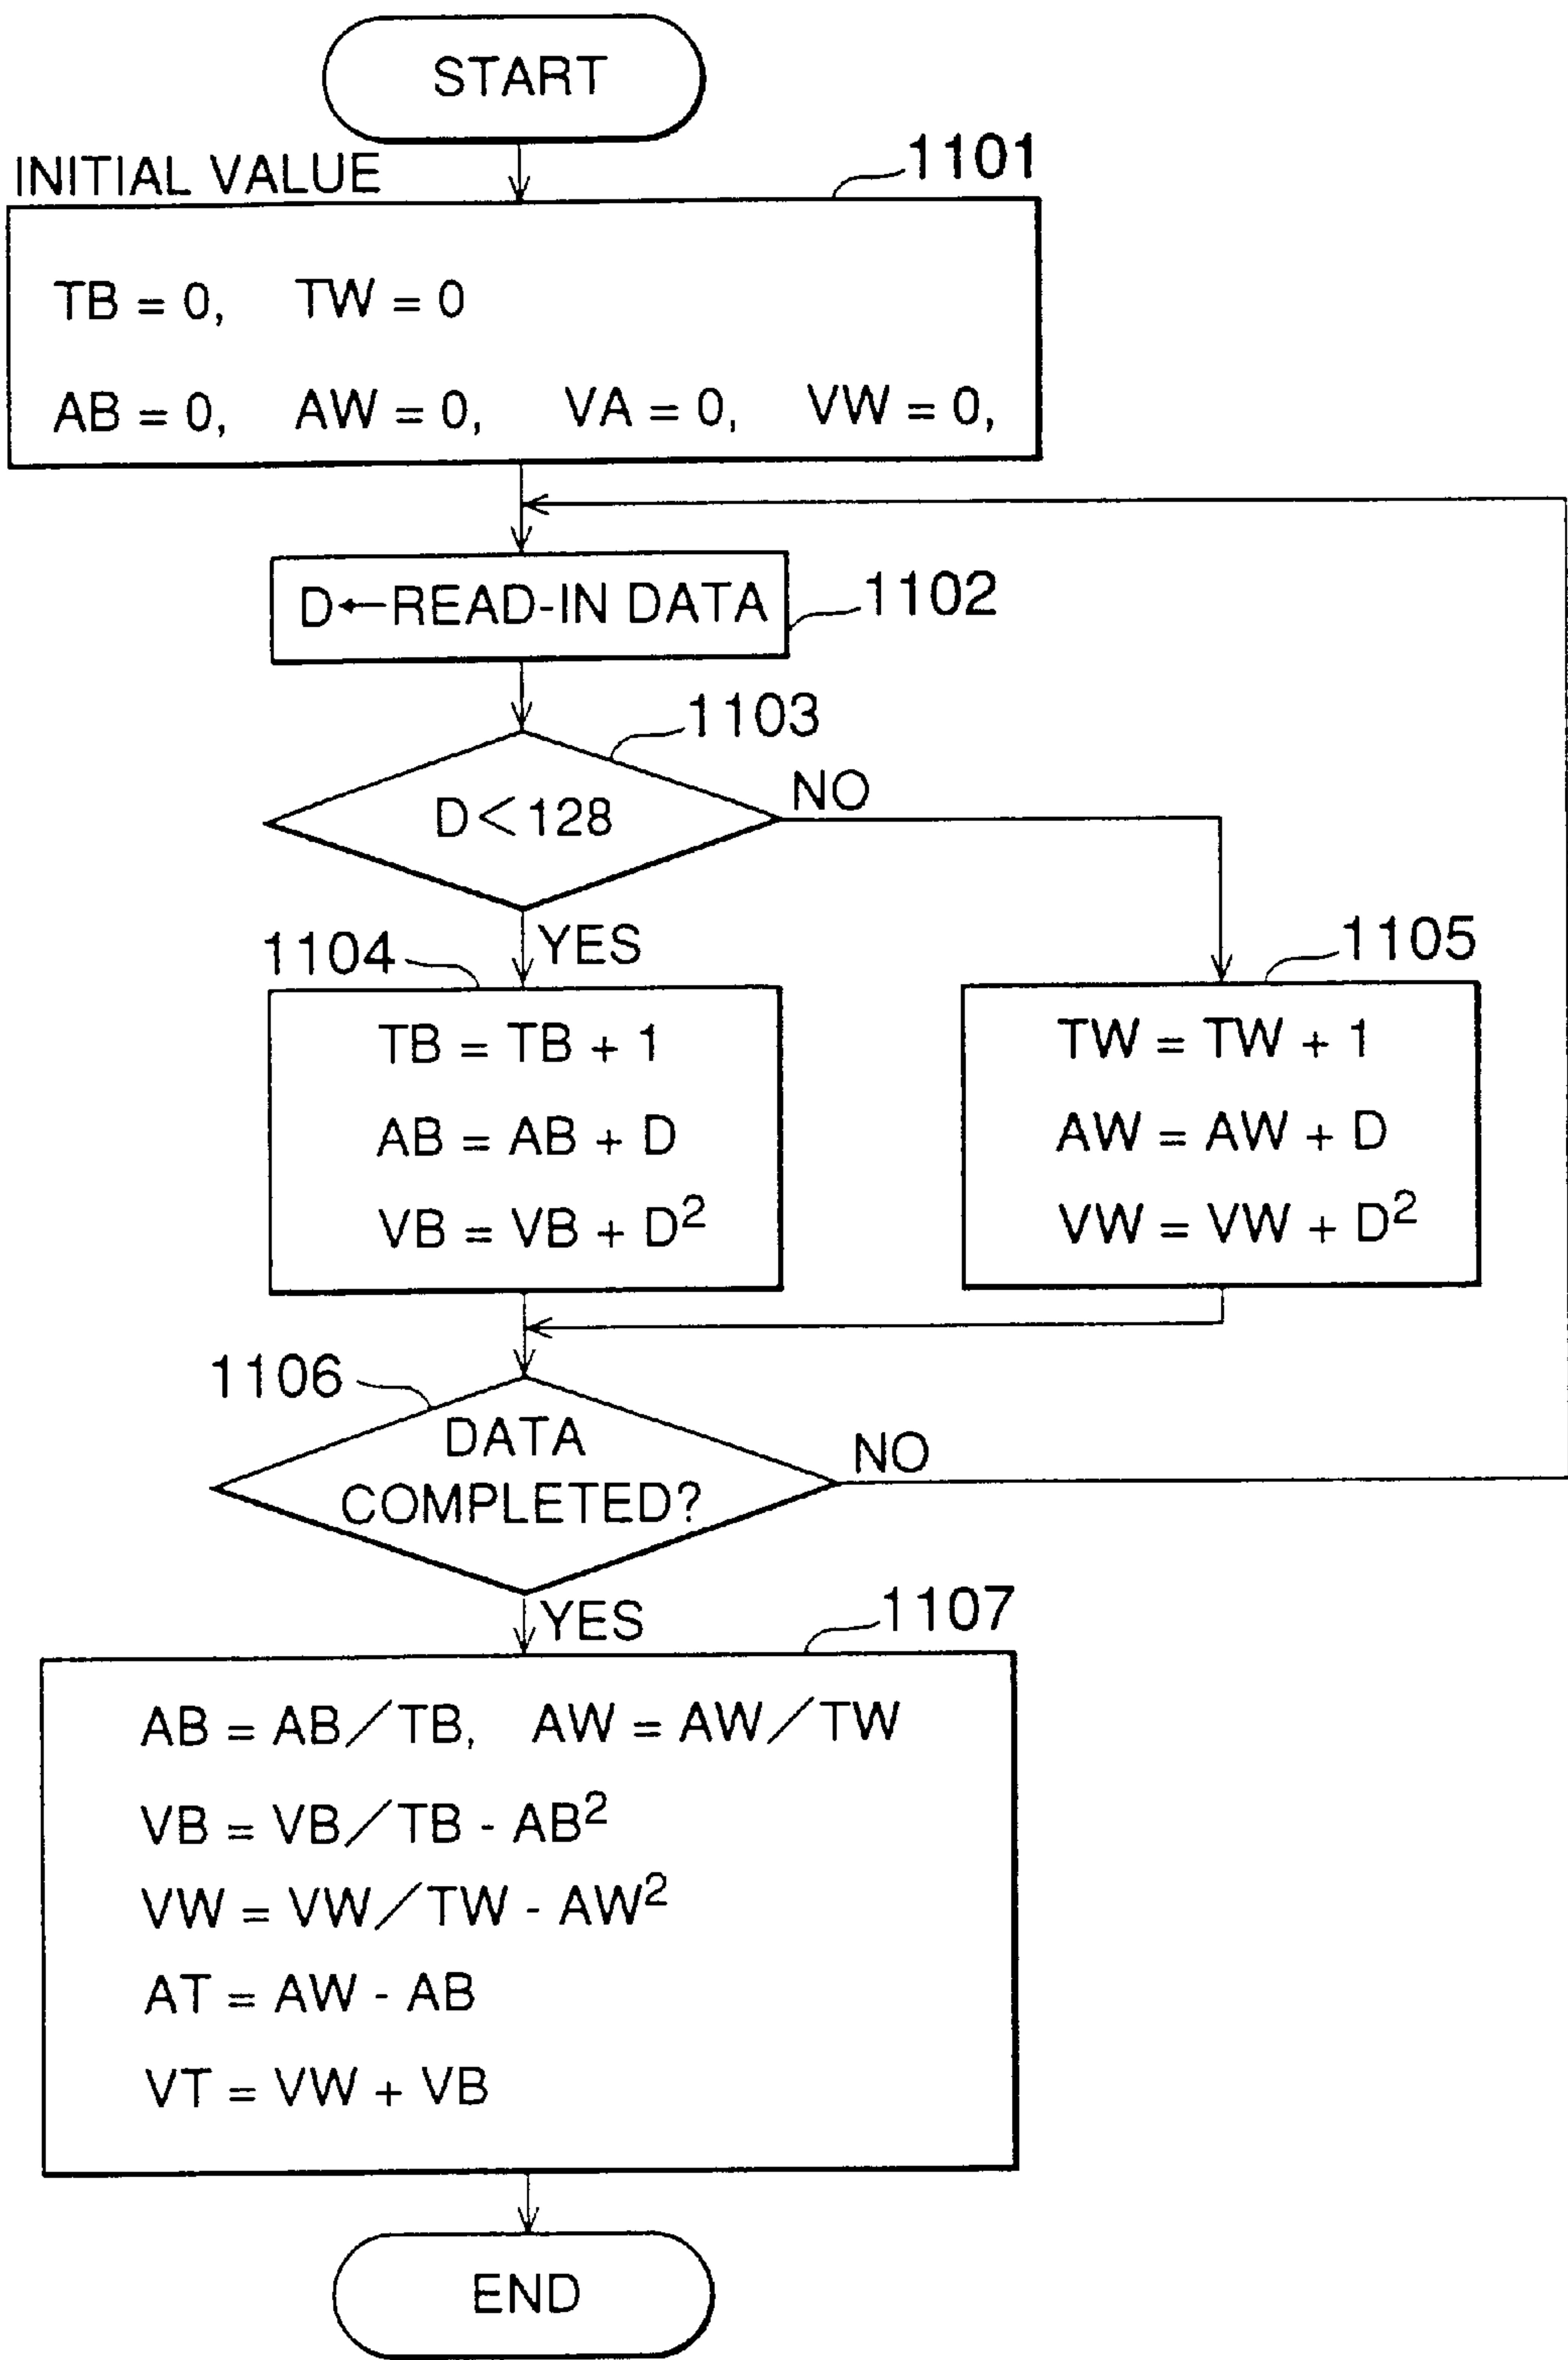 START
INITIAL VALUE
1101
TB = 0, TW = 0
AB = 0, AW = 0, VA = 0, VW = 0,
D←READ-IN DATA
1102
1103
D<128
NO
YES
1104
TB = TB + 1
AB = AB + D
VB = VB + D²
1105
TW = TW + 1
AW = AW + D
VW = VW + D²
1106
DATA
COMPLETED?
NO
YES
1107
AB = AB/TB, AW = AW/TW
VB = VB/TB - AB²
VW = VW/TW - AW²
AT = AW - AB
VT = VW + VB
END